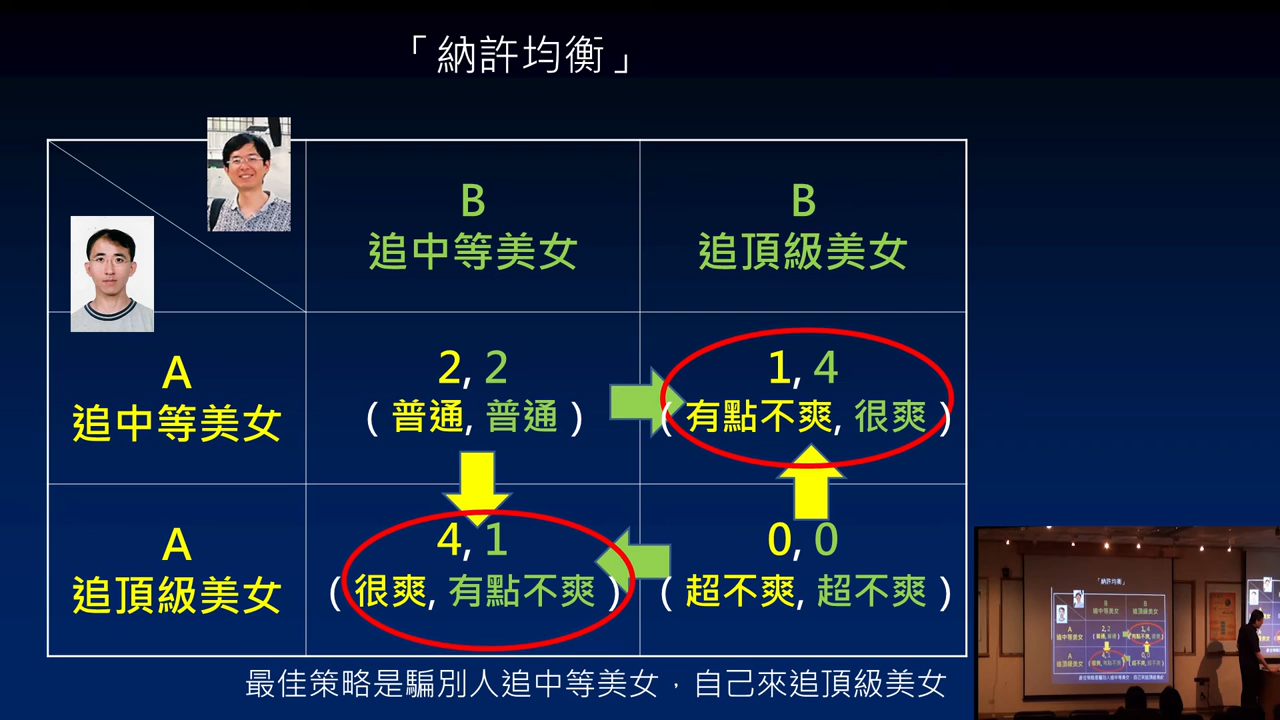 「納許均衡」
B
追中等美女
B
追頂級美女
A
追中等美女
2, 2
( 普通, 普通 )
1, 4
( 有點不爽, 很爽 )
A
追頂級美女
4, 1
( 很爽, 有點不爽 )
0, 0
( 超不爽, 超不爽 )
最佳策略是騙別人追中等美女，自己來追頂級美女